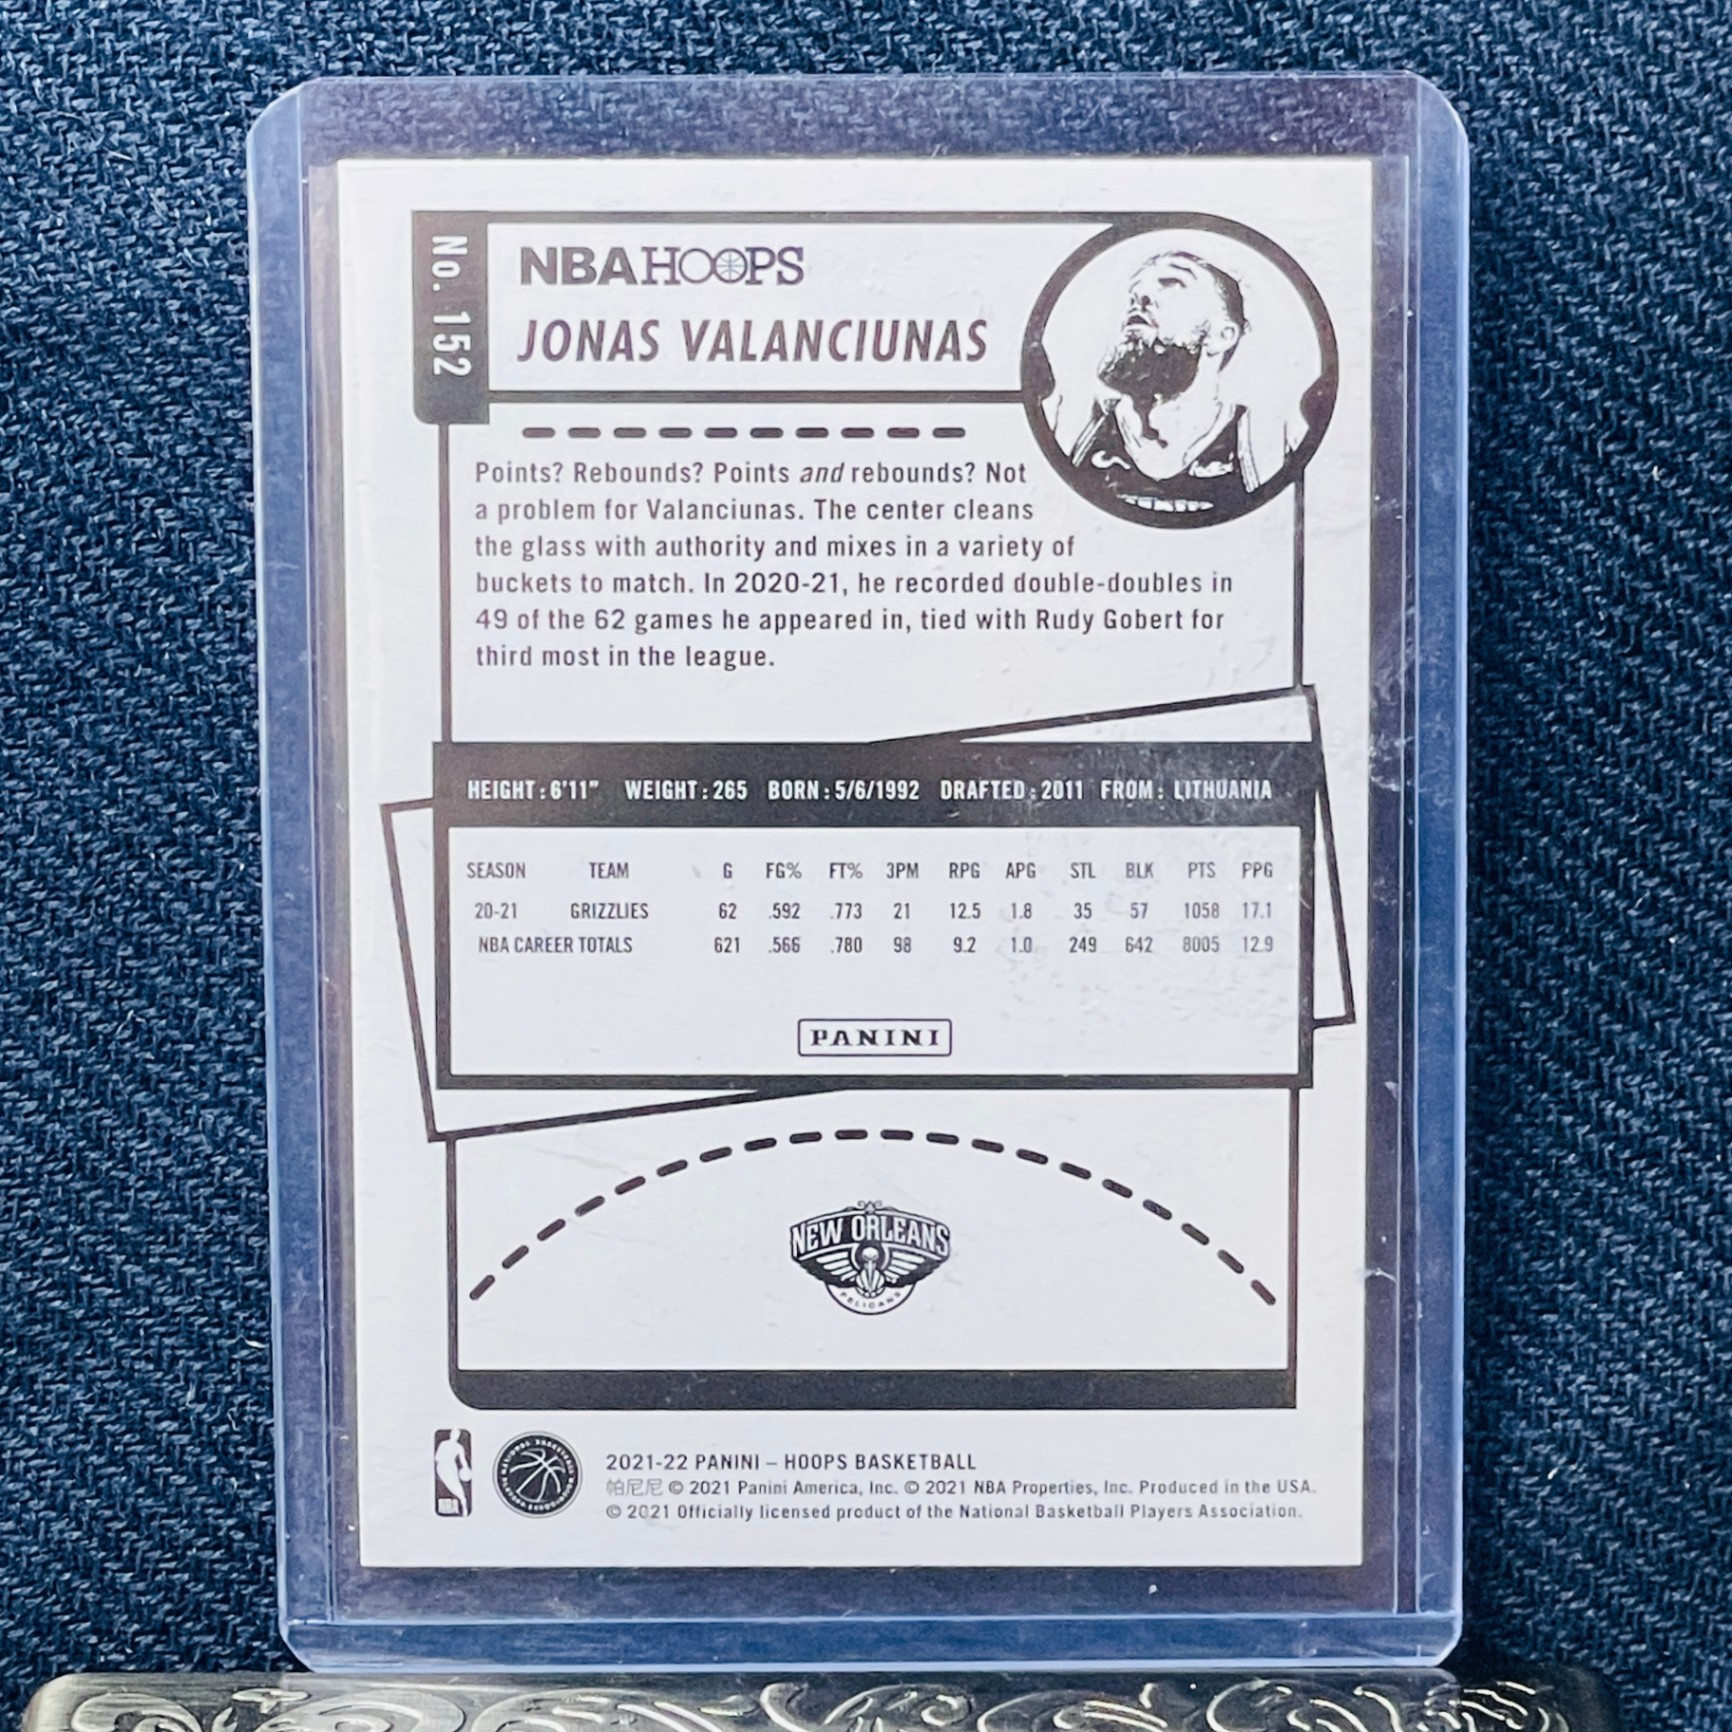 No. 152
NBA HOOPS
JONAS VALANCIUNAS
Points? Rebounds? Points and rebounds? Not
a problem for Valanciunas. The center cleans
the glass with authority and mixes in a variety of
buckets to match. In 2020-21, he recorded double-doubles in
49 of the 62 games he appeared in, tied with Rudy Gobert for
third most in the league.
HEIGHT: 6'11" WEIGHT: 265 BORN: 5/6/1992 DRAFTED: 2011 FROM: LITHUANIA
SEASON TEAM G FG% FT% 3PM RPG APG STL BLK PTS PPG
20-21 GRIZZLIES 62 .592 .773 21 12.5 1.8 35 57 1058 17.1
NBA CAREER TOTALS 621 .566 .780 98 9.2 1.0 249 642 8005 12.9
PANINI
NEW ORLEANS
PELICANS
NBA
2021-22 PANINI – HOOPS BASKETBALL
帕尼尼 © 2021 Panini America, Inc. © 2021 NBA Properties, Inc. Produced in the USA.
© 2021 Officially licensed product of the National Basketball Players Association.